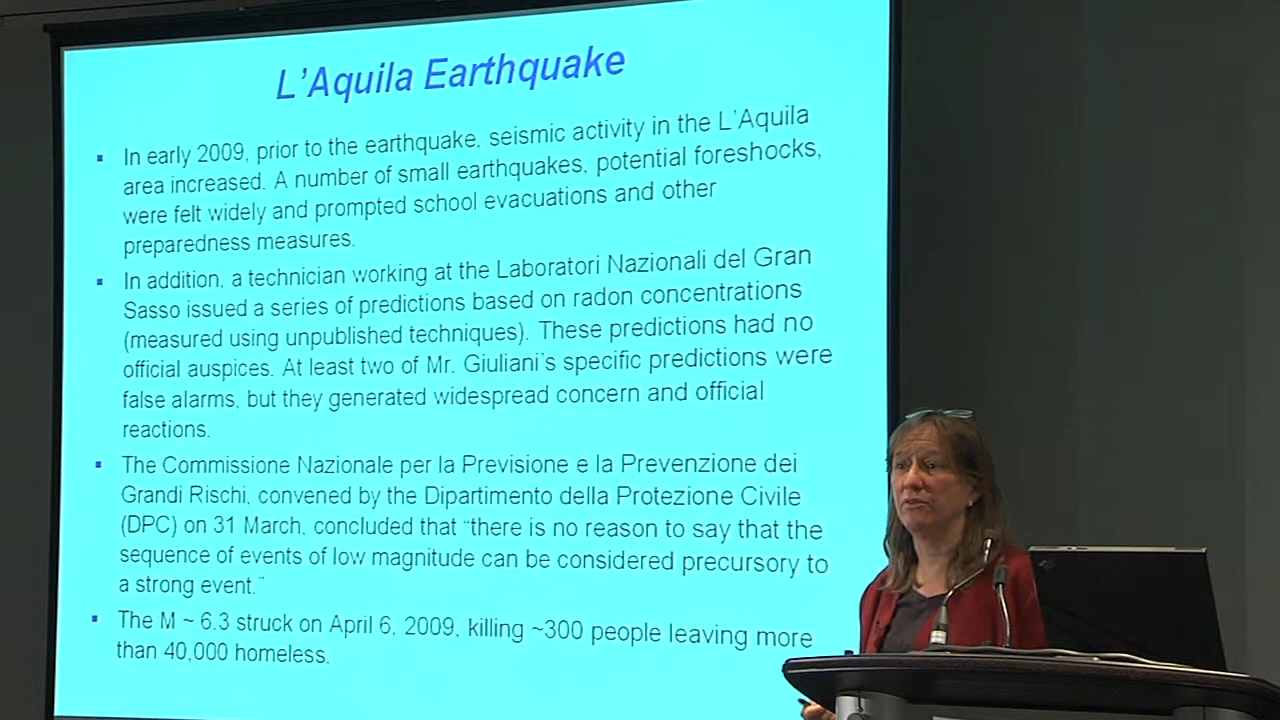 L'Aquila Earthquake
▪ In early 2009, prior to the earthquake, seismic activity in the L'Aquila
area increased. A number of small earthquakes, potential foreshocks,
were felt widely and prompted school evacuations and other
preparedness measures.
▪ In addition, a technician working at the Laboratori Nazionali del Gran
Sasso issued a series of predictions based on radon concentrations
(measured using unpublished techniques). These predictions had no
official auspices. At least two of Mr. Giuliani's specific predictions were
false alarms, but they generated widespread concern and official
reactions.
▪ The Commissione Nazionale per la Previsione e la Prevenzione dei
Grandi Rischi, convened by the Dipartimento della Protezione Civile
(DPC) on 31 March, concluded that "there is no reason to say that the
sequence of events of low magnitude can be considered precursory to
a strong event."
▪ The M ~ 6.3 struck on April 6, 2009, killing ~300 people leaving more
than 40,000 homeless.